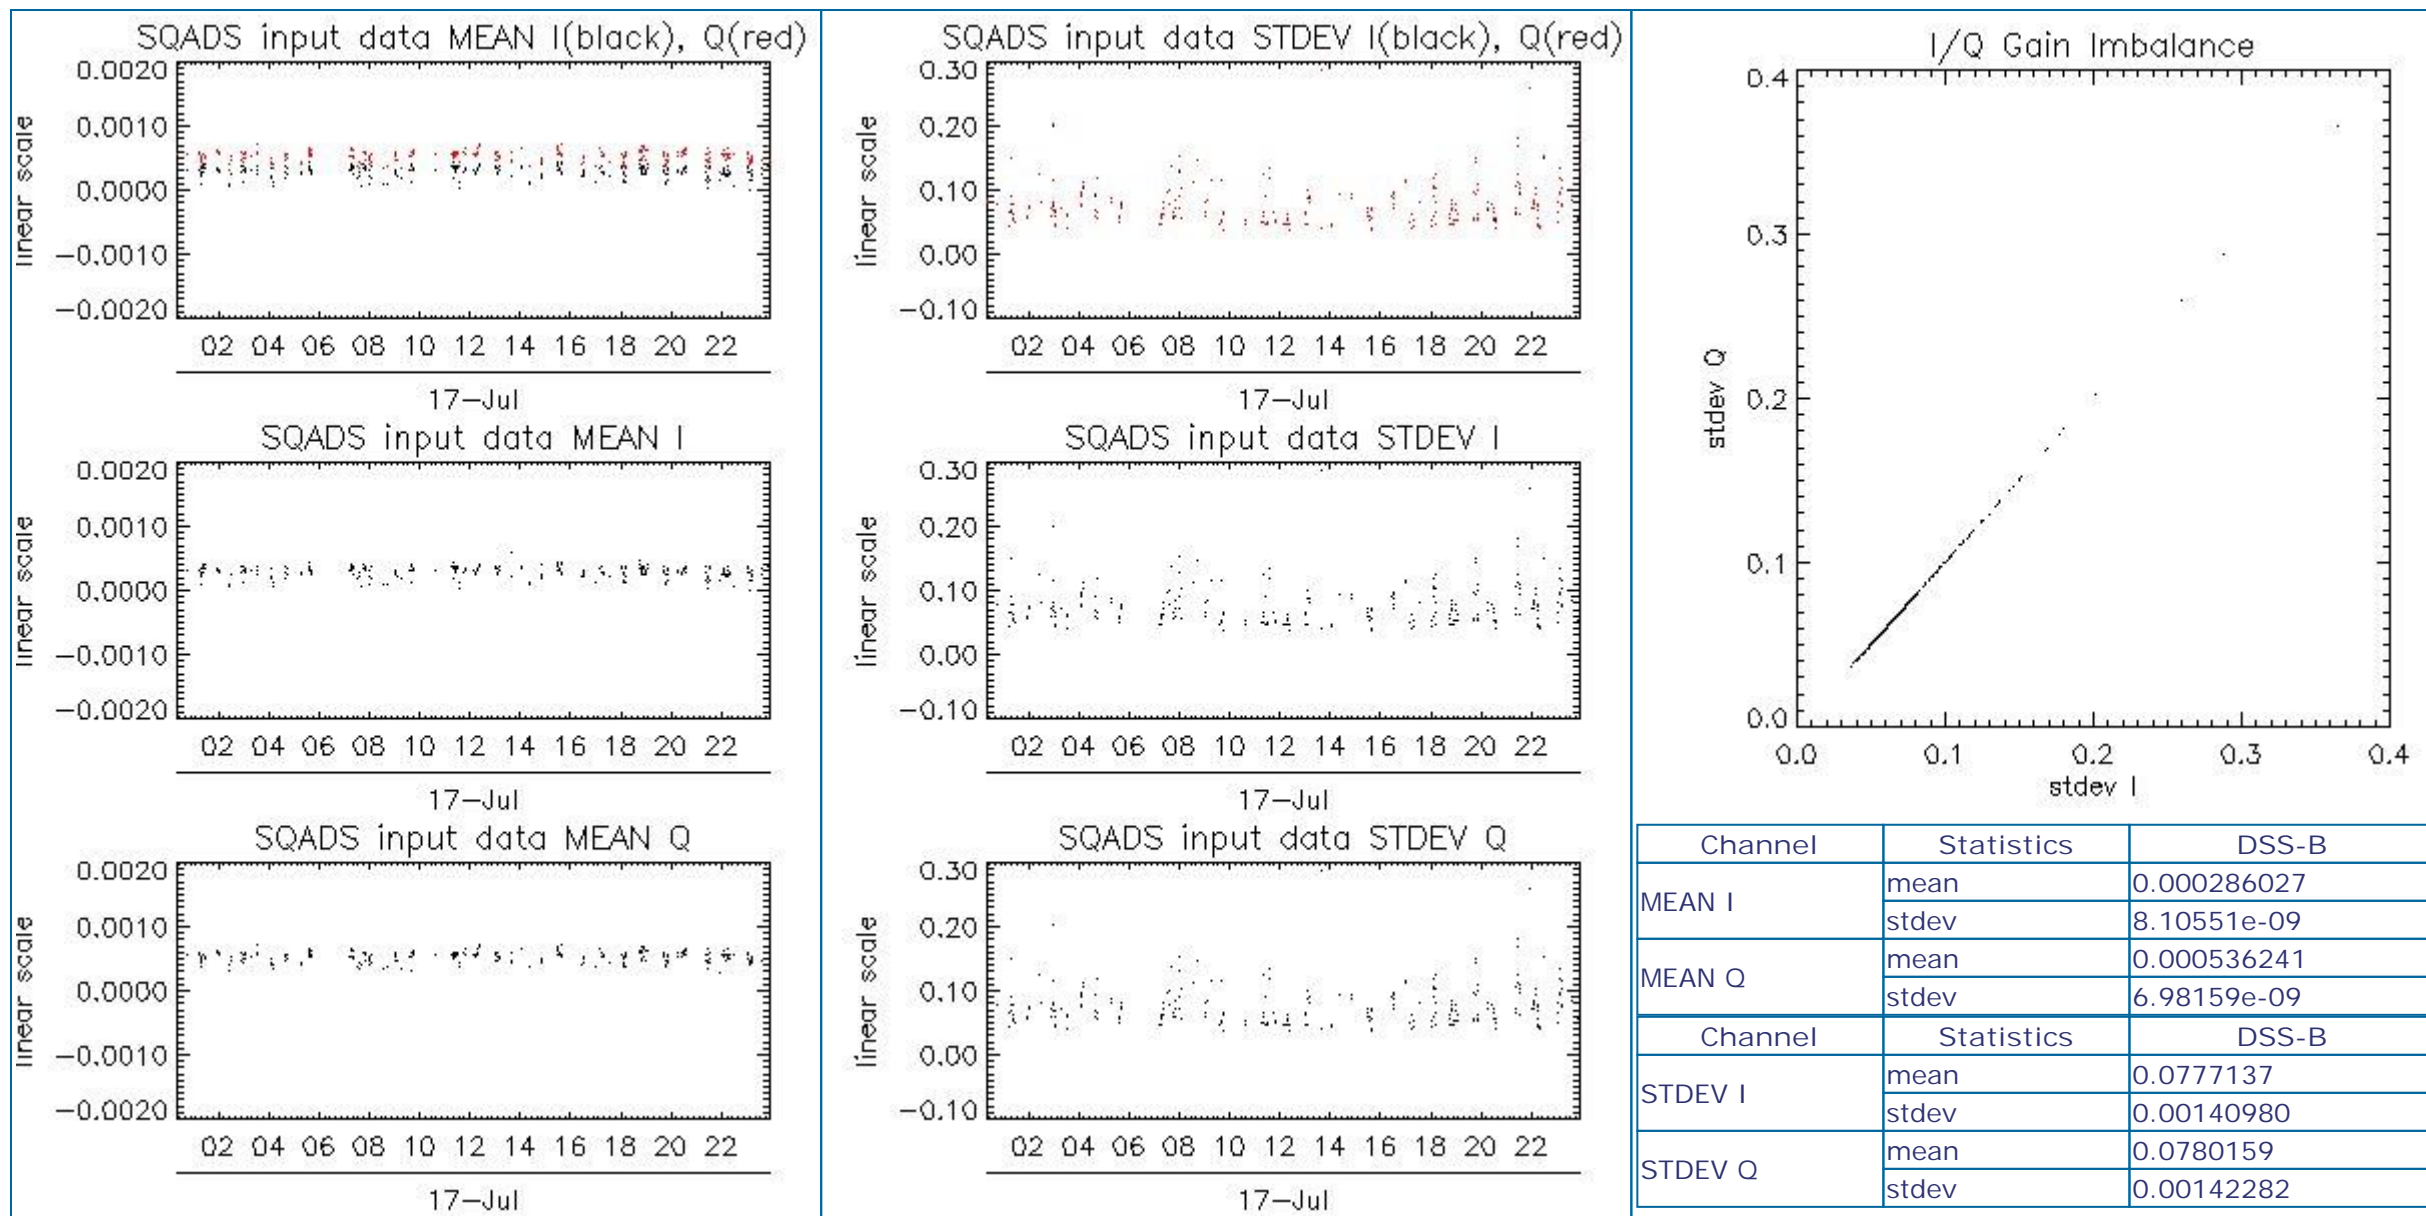 SQADS input data MEAN I(black), Q(red)
0.0020
0.0010
0.0000
−0.0010
−0.0020
linear scale
02 04 06 08 10 12 14 16 18 20 22
17−Jul
SQADS input data MEAN I
0.0020
0.0010
0.0000
−0.0010
−0.0020
linear scale
02 04 06 08 10 12 14 16 18 20 22
17−Jul
SQADS input data MEAN Q
0.0020
0.0010
0.0000
−0.0010
−0.0020
linear scale
02 04 06 08 10 12 14 16 18 20 22
17−Jul
SQADS input data STDEV I(black), Q(red)
0.30
0.20
0.10
0.00
−0.10
linear scale
02 04 06 08 10 12 14 16 18 20 22
17−Jul
SQADS input data STDEV I
0.30
0.20
0.10
0.00
−0.10
linear scale
02 04 06 08 10 12 14 16 18 20 22
17−Jul
SQADS input data STDEV Q
0.30
0.20
0.10
0.00
−0.10
linear scale
02 04 06 08 10 12 14 16 18 20 22
17−Jul
I/Q Gain Imbalance
0.4
0.3
0.2
0.1
0.0
stdev Q
0.0 0.1 0.2 0.3 0.4
stdev I
Channel Statistics DSS-B
MEAN I mean 0.000286027
stdev 8.10551e-09
MEAN Q mean 0.000536241
stdev 6.98159e-09
Channel Statistics DSS-B
STDEV I mean 0.0777137
stdev 0.00140980
STDEV Q mean 0.0780159
stdev 0.00142282